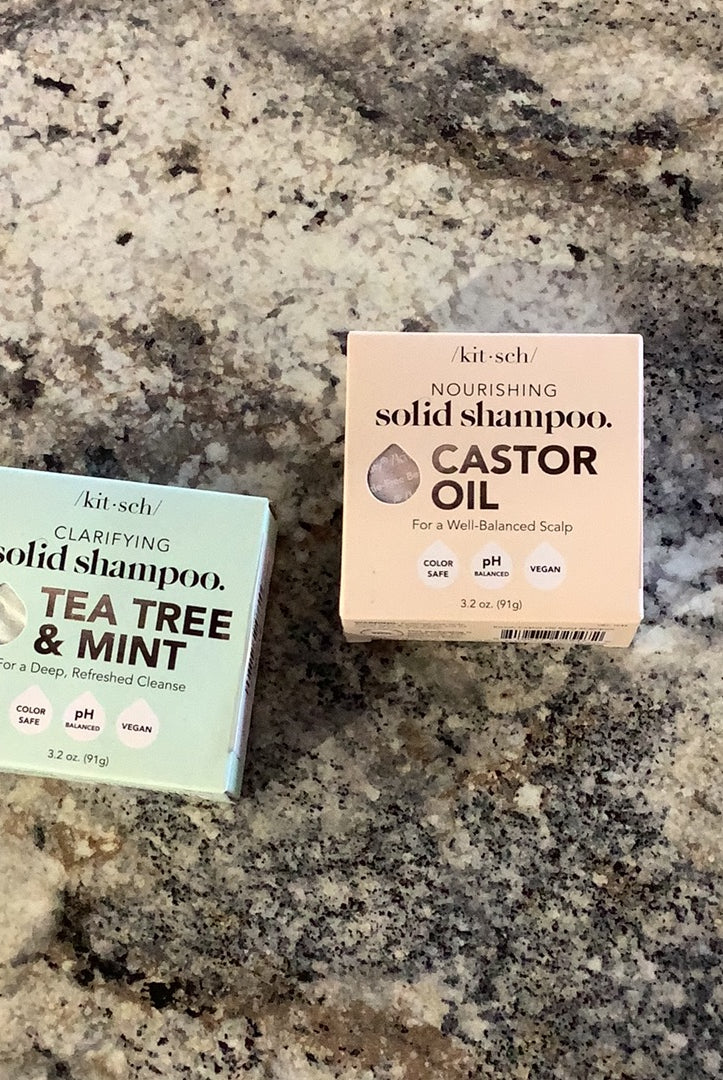 /kit·sch/
NOURISHING
solid shampoo.
CASTOR
OIL
For a Well-Balanced Scalp
COLOR
SAFE
pH
BALANCED
VEGAN
3.2 oz. (91g)
/kit·sch/
CLARIFYING
solid shampoo.
TEA TREE
& MINT
For a Deep, Refreshed Cleanse
COLOR
SAFE
pH
BALANCED
VEGAN
3.2 oz. (91g)